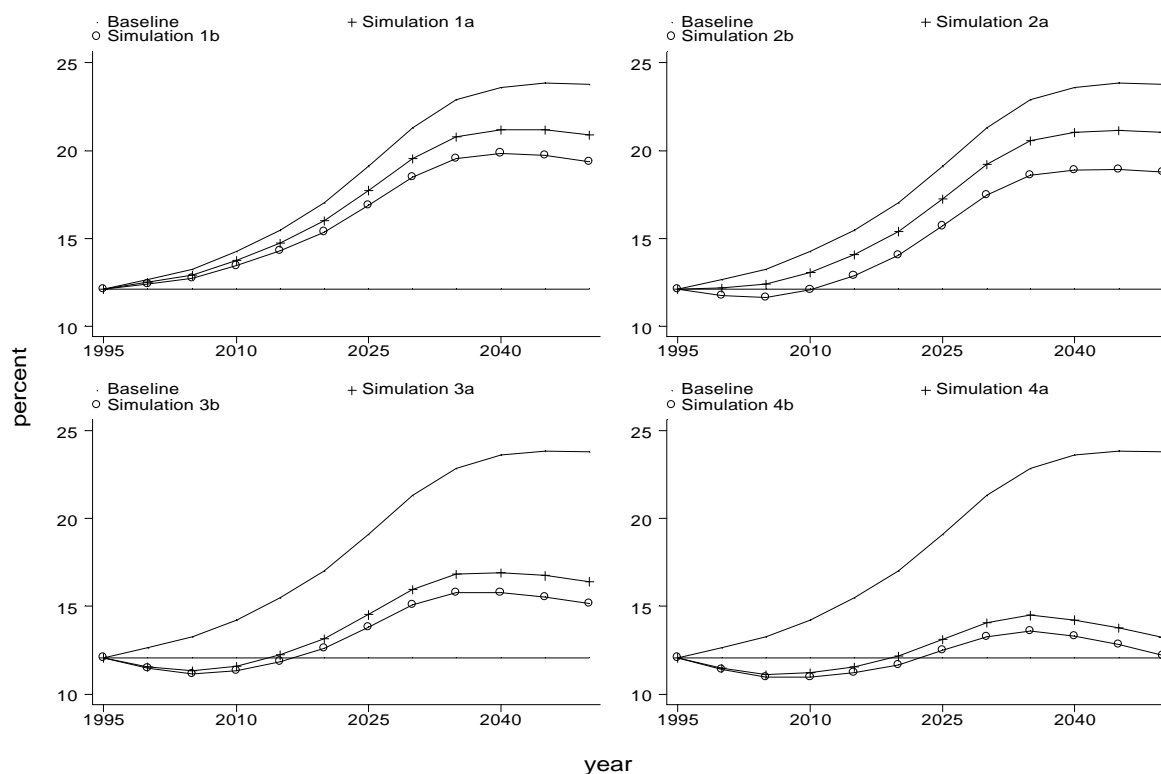 Baseline Simulation 1a
Simulation 1b
25
20
15
10
1995 2010 2025 2040
Baseline Simulation 2a
Simulation 2b
25
20
15
10
1995 2010 2025 2040
Baseline Simulation 3a
Simulation 3b
25
20
15
10
1995 2010 2025 2040
Baseline Simulation 4a
Simulation 4b
25
20
15
10
1995 2010 2025 2040
percent
year